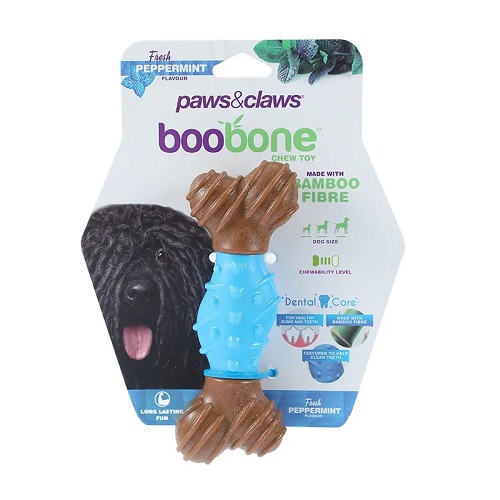 Fresh
PEPPERMINT
FLAVOUR
paws&claws®
boobone™
CHEW TOY
MADE WITH
BAMBOO
FIBRE
DOG SIZE
CHEWABILITY LEVEL
Dental Care
FOR HEALTHY
GUMS AND TEETH
MADE WITH
BAMBOO FIBRE
TEXTURED TO HELP
CLEAN TEETH
LONG LASTING
FUN
Fresh
PEPPERMINT
FLAVOUR